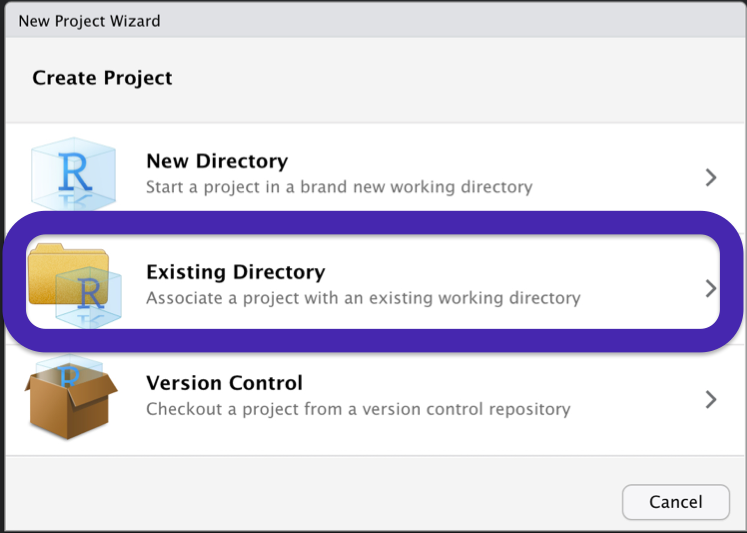 New Project Wizard
Create Project
R
New Directory
Start a project in a brand new working directory
R
Existing Directory
Associate a project with an existing working directory
R
Version Control
Checkout a project from a version control repository
Cancel